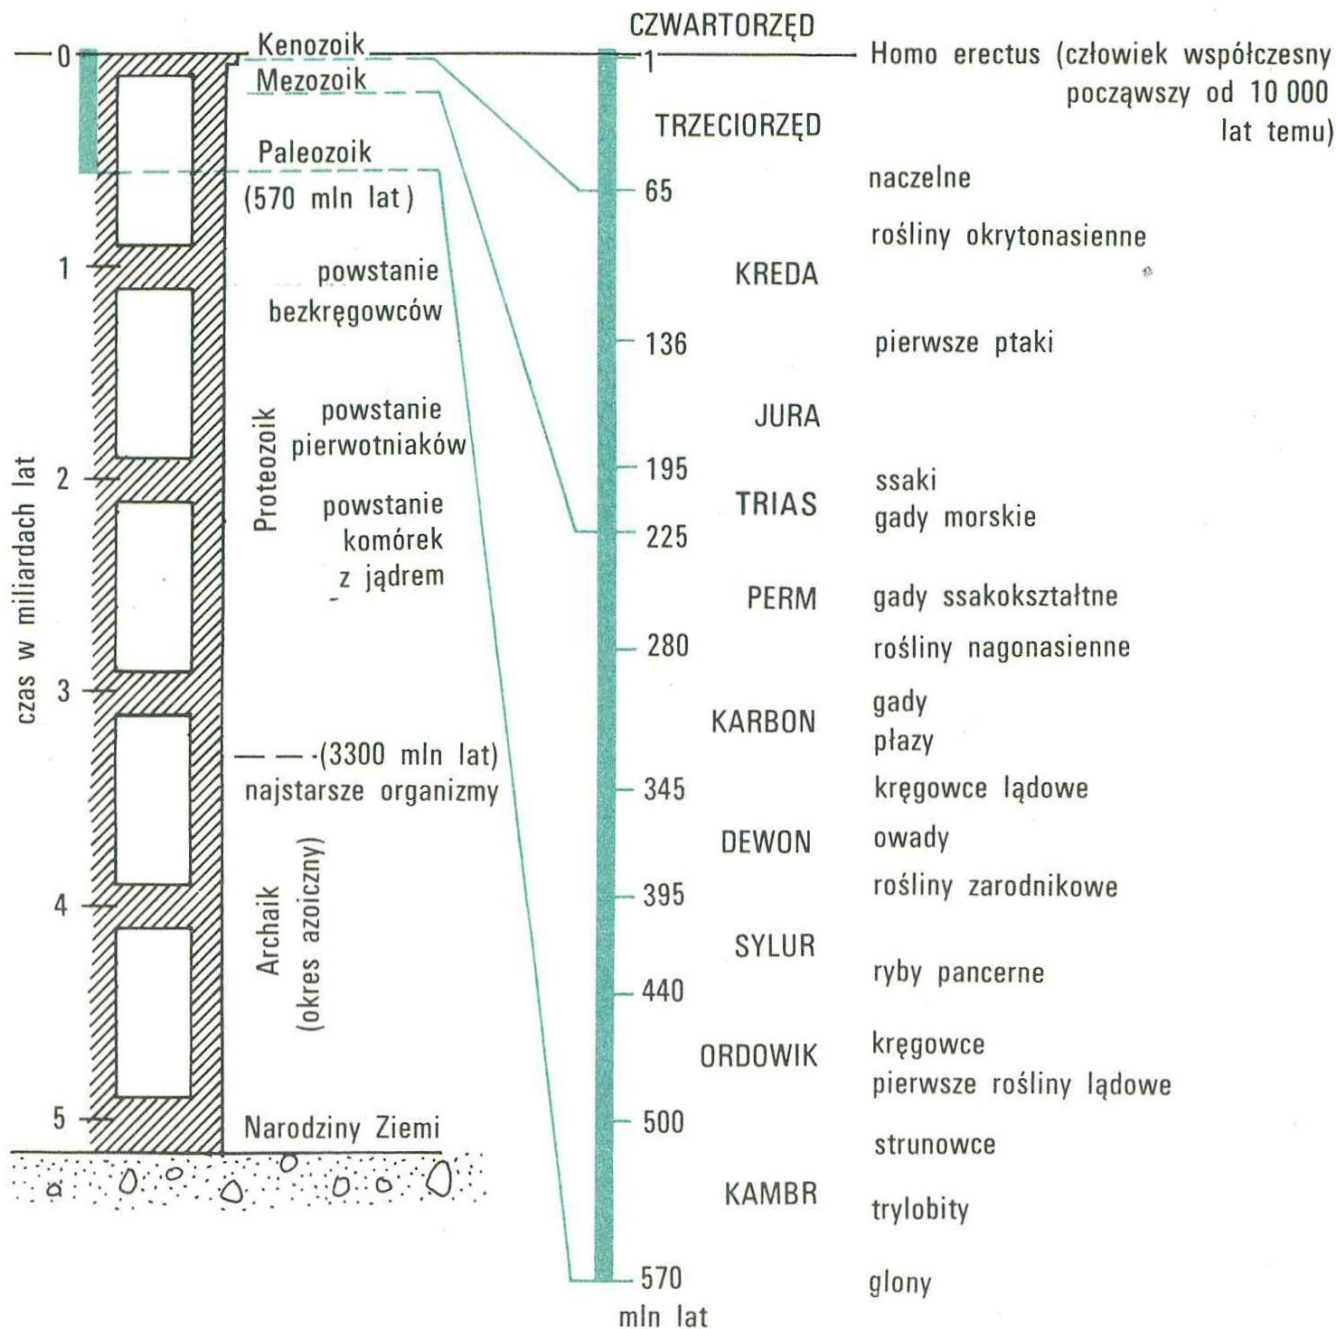 czas w miliardach lat
0
1
2
3
4
5
Kenozoik
Mezozoik
Paleozoik
(570 mln lat)
powstanie
bezkręgowców
Proteozoik
powstanie
pierwotniaków
powstanie
komórek
z jądrem
(3300 mln lat)
najstarsze organizmy
Archaik
(okres azoiczny)
Narodziny Ziemi
CZWARTORZĘD
1
Homo erectus (człowiek współczesny
począwszy od 10 000
lat temu)
TRZECIORZĘD
65
naczelne
rośliny okrytonasienne
KREDA
136
pierwsze ptaki
JURA
195
TRIAS
ssaki
gady morskie
225
PERM
gady ssakokształtne
280
rośliny nagonasienne
KARBON
gady
płazy
345
kręgowce lądowe
DEWON
owady
395
rośliny zarodnikowe
SYLUR
ryby pancerne
440
ORDOWIK
kręgowce
pierwsze rośliny lądowe
500
strunowce
KAMBR
trylobity
570
glony
mln lat